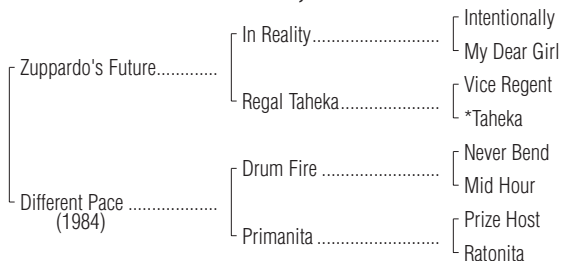 Intentionally
In Reality............................
My Dear Girl
Zuppardo's Future.............
Vice Regent
Regal Taheka......................
*Taheka
Never Bend
Drum Fire ..........................
Mid Hour
Different Pace ...................
(1984)
Prize Host
Primanita ...........................
Ratonita